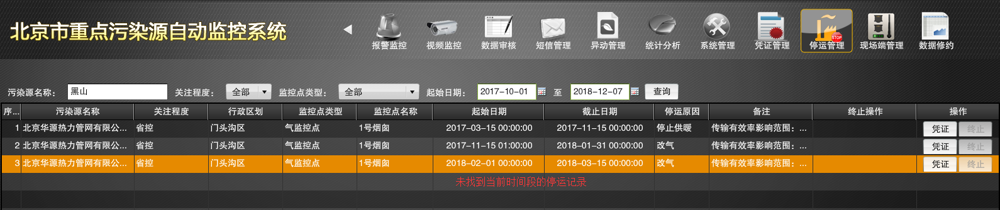 北京市重点污染源自动监控系统
报警监控 视频监控 数据审核 短信管理 异动管理 统计分析 系统管理 凭证管理 停运管理 现场端管理 数据修约
STOP
污染源名称： 黑山 关注程度： 全部 监控点类型： 全部 起始日期： 2017-10-01 至 2018-12-07 查询
序... 污染源名称 关注程度 行政区划 监控点类型 监控点名称 起始日期 截止日期 停运原因 备注 终止操作 操作
1 北京华源热力管网有限公... 省控 门头沟区 气监控点 1号烟囱 2017-03-15 00:00:00 2017-11-15 00:00:00 停止供暖 传输有效率影响范围：... 凭证 终止
2 北京华源热力管网有限公... 省控 门头沟区 气监控点 1号烟囱 2017-11-15 01:00:00 2018-01-31 00:00:00 改气 传输有效率影响范围：... 凭证 终止
3 北京华源热力管网有限公... 省控 门头沟区 气监控点 1号烟囱 2018-02-01 00:00:00 2018-03-15 00:00:00 改气 传输有效率影响范围：... 凭证 终止
未找到当前时间段的停运记录